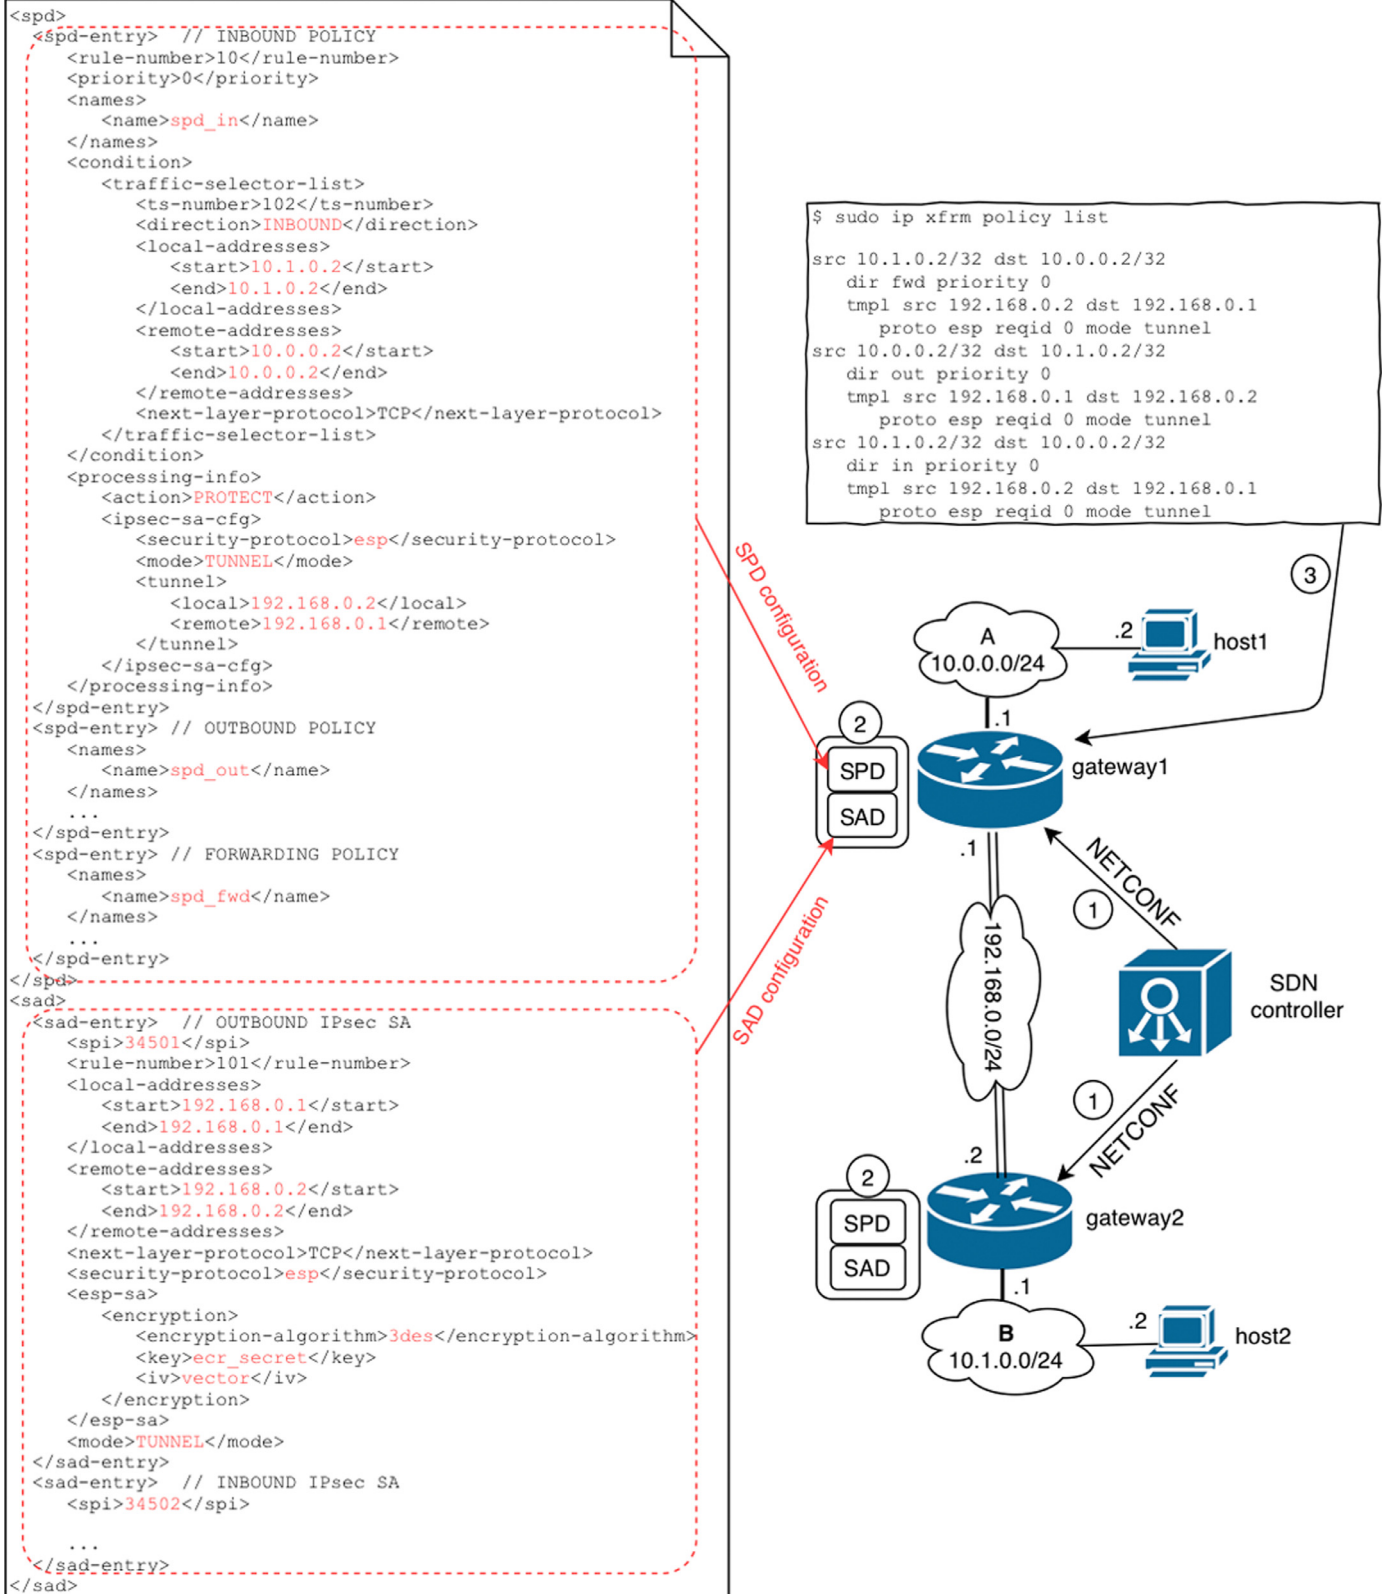 <spd>
<spd-entry>  // INBOUND POLICY
<rule-number>10</rule-number>
<priority>0</priority>
<names>
<name>spd_in</name>
</names>
<condition>
<traffic-selector-list>
<ts-number>102</ts-number>
<direction>INBOUND</direction>
<local-addresses>
<start>10.1.0.2</start>
<end>10.1.0.2</end>
</local-addresses>
<remote-addresses>
<start>10.0.0.2</start>
<end>10.0.0.2</end>
</remote-addresses>
<next-layer-protocol>TCP</next-layer-protocol>
</traffic-selector-list>
</condition>
<processing-info>
<action>PROTECT</action>
<ipsec-sa-cfg>
<security-protocol>esp</security-protocol>
<mode>TUNNEL</mode>
<tunnel>
<local>192.168.0.2</local>
<remote>192.168.0.1</remote>
</tunnel>
</ipsec-sa-cfg>
</processing-info>
</spd-entry>
<spd-entry> // OUTBOUND POLICY
<names>
<name>spd_out</name>
</names>
...
</spd-entry>
<spd-entry> // FORWARDING POLICY
<names>
<name>spd_fwd</name>
</names>
...
</spd-entry>
</spd>
<sad>
<sad-entry>  // OUTBOUND IPsec SA
<spi>34501</spi>
<rule-number>101</rule-number>
<local-addresses>
<start>192.168.0.1</start>
<end>192.168.0.1</end>
</local-addresses>
<remote-addresses>
<start>192.168.0.2</start>
<end>192.168.0.2</end>
</remote-addresses>
<next-layer-protocol>TCP</next-layer-protocol>
<security-protocol>esp</security-protocol>
<esp-sa>
<encryption>
<encryption-algorithm>3des</encryption-algorithm>
<key>ecr_secret</key>
<iv>vector</iv>
</encryption>
</esp-sa>
<mode>TUNNEL</mode>
</sad-entry>
<sad-entry>  // INBOUND IPsec SA
<spi>34502</spi>
...
</sad-entry>
</sad>
SPD configuration
SAD configuration
$ sudo ip xfrm policy list
src 10.1.0.2/32 dst 10.0.0.2/32
dir fwd priority 0
tmpl src 192.168.0.2 dst 192.168.0.1
proto esp reqid 0 mode tunnel
src 10.0.0.2/32 dst 10.1.0.2/32
dir out priority 0
tmpl src 192.168.0.1 dst 192.168.0.2
proto esp reqid 0 mode tunnel
src 10.1.0.2/32 dst 10.0.0.2/32
dir in priority 0
tmpl src 192.168.0.2 dst 192.168.0.1
proto esp reqid 0 mode tunnel
3
A
10.0.0.0/24
.2
host1
.1
2
SPD
SAD
gateway1
.1
NETCONF
1
192.168.0.0/24
SDN
controller
1
NETCONF
.2
2
SPD
SAD
gateway2
.1
B
10.1.0.0/24
.2
host2